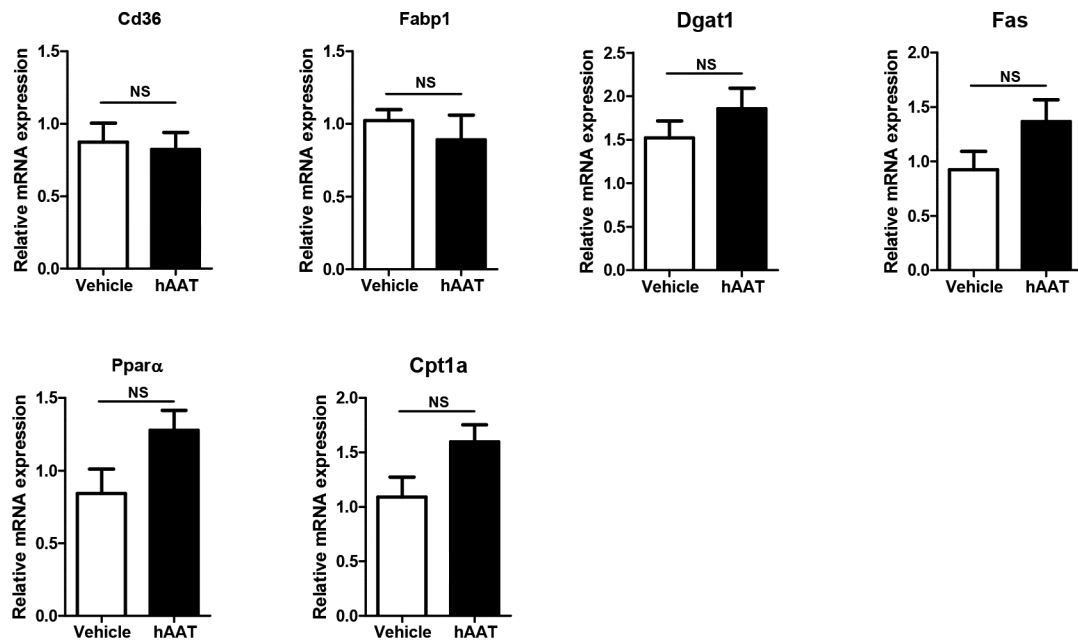 Cd36
Relative mRNA expression
1.5
1.0
0.5
0.0
NS
Vehicle hAAT
Fabp1
Relative mRNA expression
1.5
1.0
0.5
0.0
NS
Vehicle hAAT
Dgat1
Relative mRNA expression
2.5
2.0
1.5
1.0
0.5
0.0
NS
Vehicle hAAT
Fas
Relative mRNA expression
2.0
1.5
1.0
0.5
0.0
NS
Vehicle hAAT
Pparα
Relative mRNA expression
1.5
1.0
0.5
0.0
NS
Vehicle hAAT
Cpt1a
Relative mRNA expression
2.0
1.5
1.0
0.5
0.0
NS
Vehicle hAAT